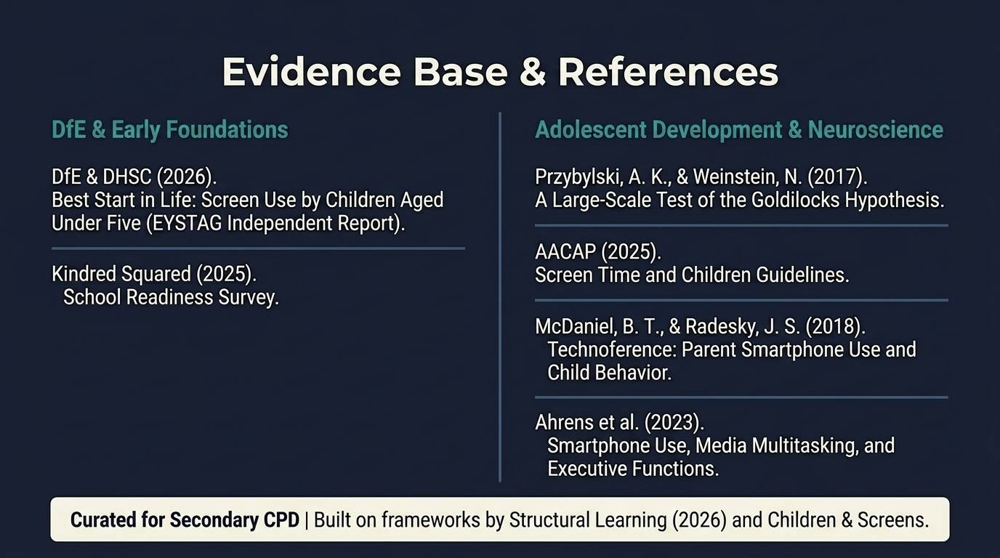 Evidence Base & References
DfE & Early Foundations
DfE & DHSC (2026).
Best Start in Life: Screen Use by Children Aged
Under Five (EYSTAG Independent Report).
Kindred Squared (2025).
School Readiness Survey.
Adolescent Development & Neuroscience
Przybylski, A. K., & Weinstein, N. (2017).
A Large-Scale Test of the Goldilocks Hypothesis.
AACAP (2025).
Screen Time and Children Guidelines.
McDaniel, B. T., & Radesky, J. S. (2018).
Technoference: Parent Smartphone Use and
Child Behavior.
Ahrens et al. (2023).
Smartphone Use, Media Multitasking, and
Executive Functions.
Curated for Secondary CPD | Built on frameworks by Structural Learning (2026) and Children & Screens.